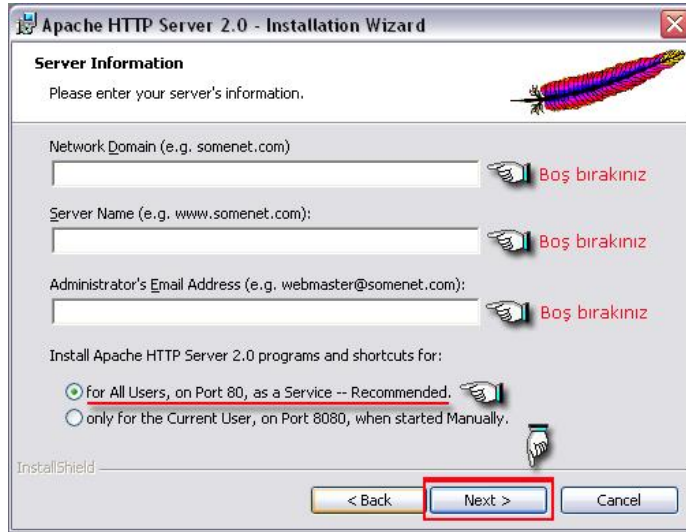 Apache HTTP Server 2.0 - Installation Wizard
Server Information
Please enter your server's information.
Network Domain (e.g. somenet.com)
Boş bırakınız
Server Name (e.g. www.somenet.com):
Boş bırakınız
Administrator's Email Address (e.g. webmaster@somenet.com):
Boş bırakınız
Install Apache HTTP Server 2.0 programs and shortcuts for:
for All Users, on Port 80, as a Service -- Recommended.
only for the Current User, on Port 8080, when started Manually.
InstallShield
< Back Next > Cancel